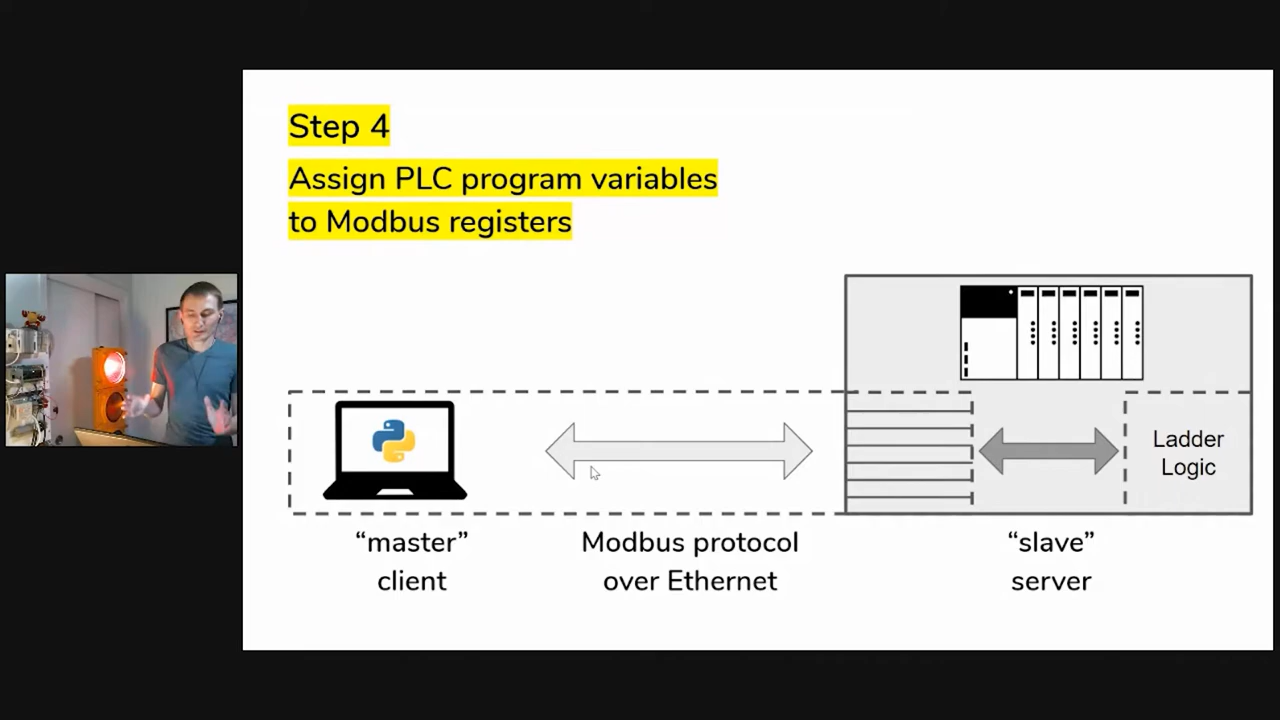 Step 4
Assign PLC program variables
to Modbus registers
Ladder
Logic
“master”
client
Modbus protocol
over Ethernet
“slave”
server